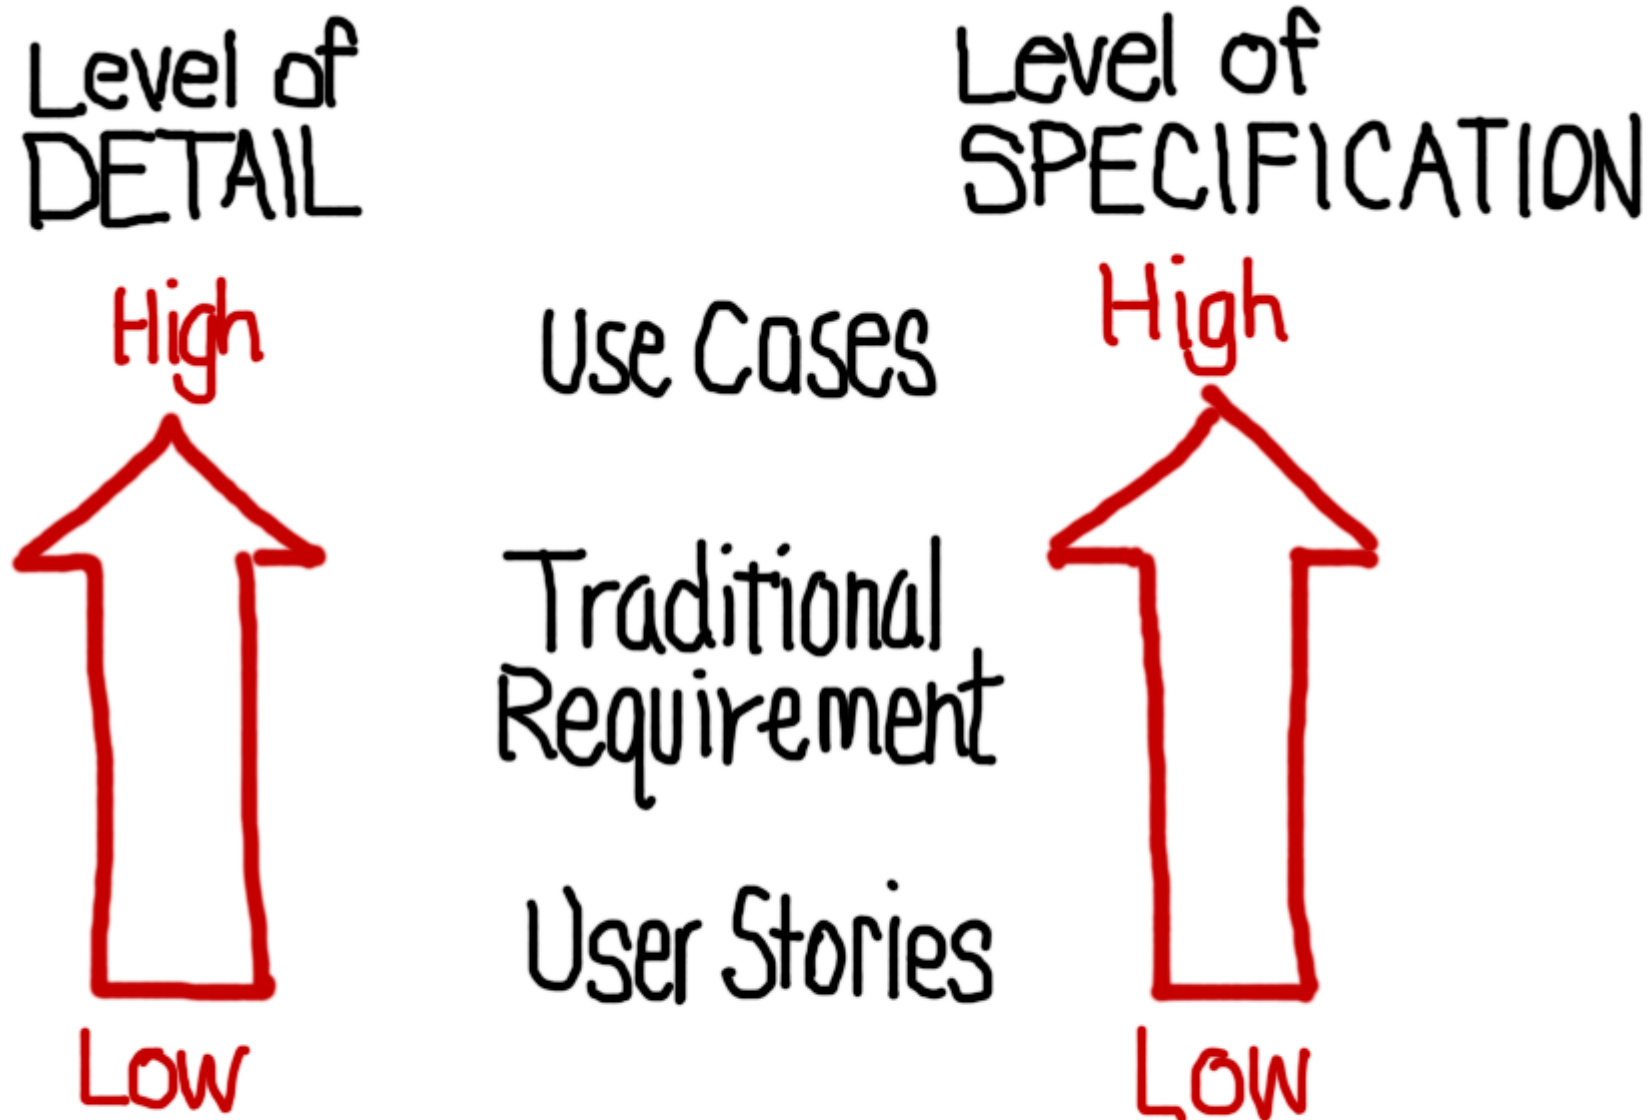 Level of
DETAIL
Level of
SPECIFICATION
High
Use Cases
High
Traditional
Requirement
User Stories
Low
Low